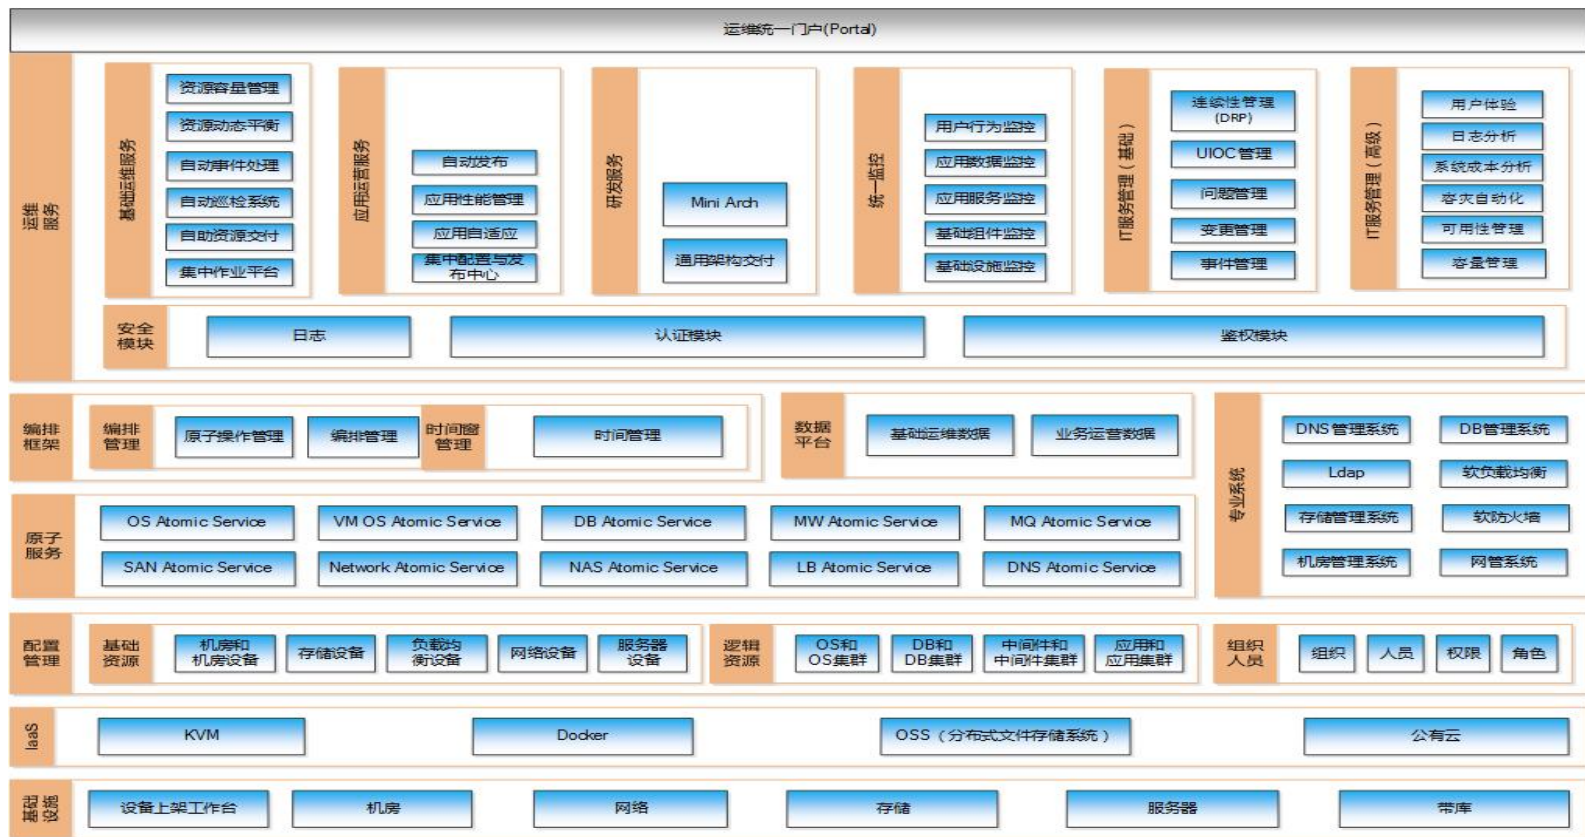 运维统一门户(Portal)
运维
服务
基础运维服务
资源容量管理
资源动态平衡
自动事件处理
自动巡检系统
自助资源交付
集中作业平台
应用运营服务
自动发布
应用性能管理
应用自适应
集中配置与发
布中心
研发服务
Mini Arch
通用架构交付
统一监控
用户行为监控
应用数据监控
应用服务监控
基础组件监控
基础设施监控
IT服务管理（基础）
连续性管理
(DRP)
UIOC管理
问题管理
变更管理
事件管理
IT服务管理（高级）
用户体验
日志分析
系统成本分析
容灾自动化
可用性管理
容量管理
安全
模块
日志
认证模块
鉴权模块
编排
框架
编排
管理
原子操作管理
编排管理
时间窗
管理
时间管理
数据
平台
基础运维数据
业务运营数据
专业系统
DNS管理系统
DB管理系统
Ldap
软负载均衡
存储管理系统
软防火墙
机房管理系统
网管系统
原子
服务
OS Atomic Service
VM OS Atomic Service
DB Atomic Service
MW Atomic Service
MQ Atomic Service
SAN Atomic Service
Network Atomic Service
NAS Atomic Service
LB Atomic Service
DNS Atomic Service
配置
管理
基础
资源
机房和
机房设备
存储设备
负载均
衡设备
网络设备
服务器
设备
逻辑
资源
OS和
OS集群
DB和
DB集群
中间件和
中间件集群
应用和
应用集群
组织
人员
组织
人员
权限
角色
IaaS
KVM
Docker
OSS（分布式文件存储系统）
公有云
基础
设施
设备上架工作台
机房
网络
存储
服务器
带库